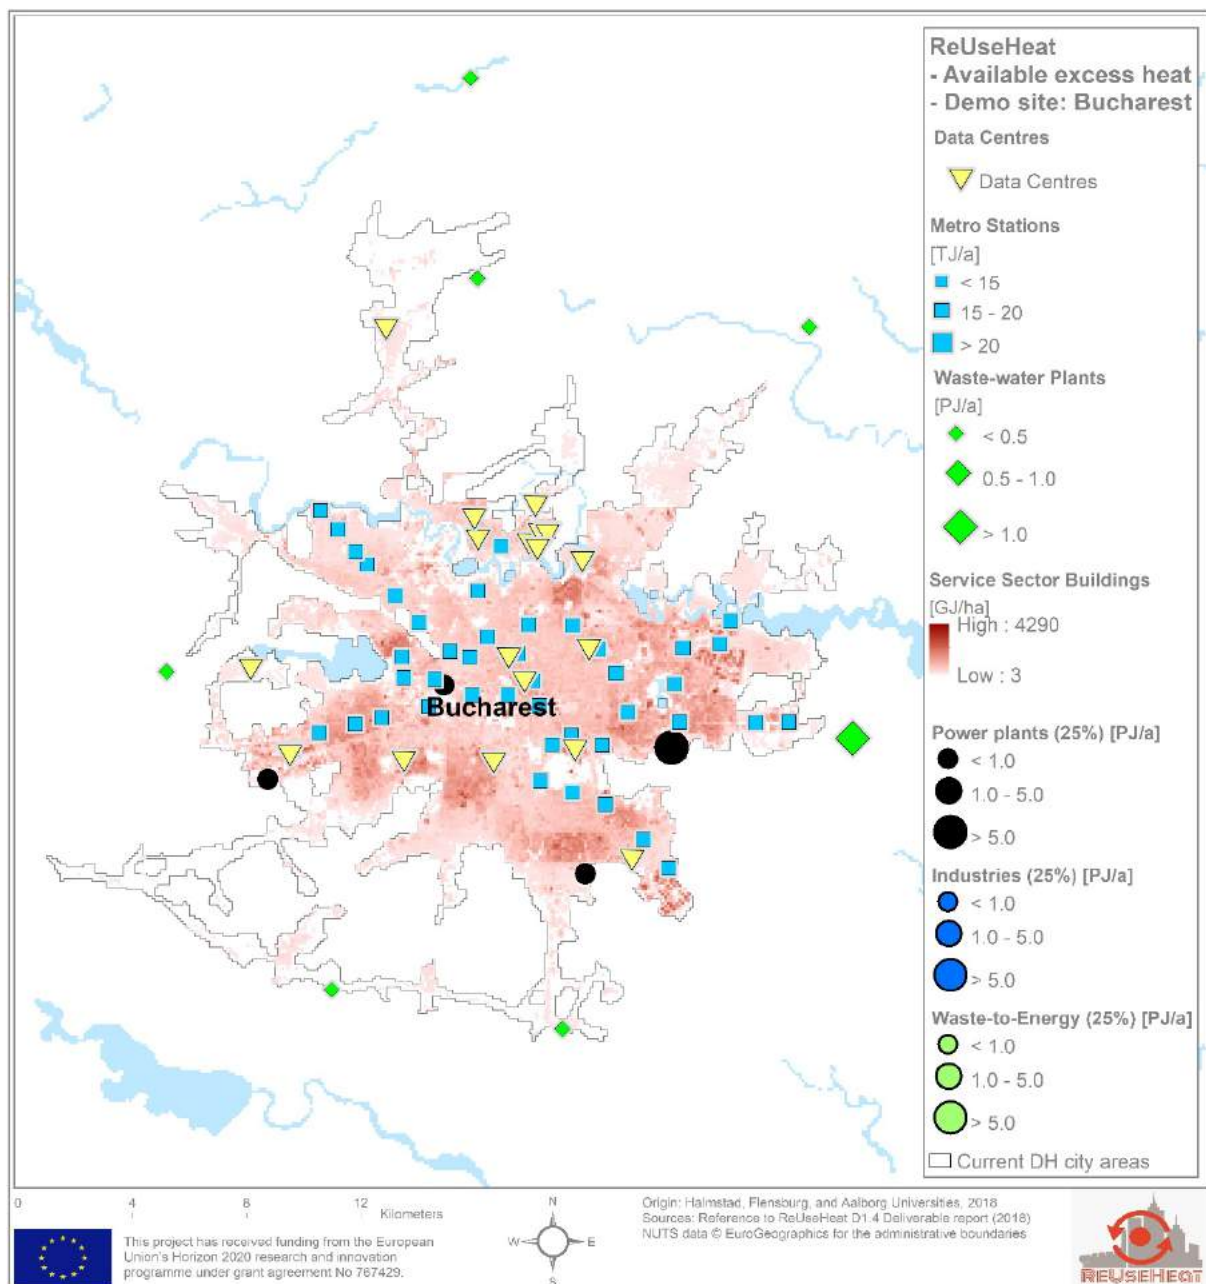 ReUseHeat
- Available excess heat
- Demo site: Bucharest
Data Centres
Data Centres
Metro Stations
[TJ/a]
< 15
15 - 20
> 20
Waste-water Plants
[PJ/a]
< 0.5
0.5 - 1.0
> 1.0
Service Sector Buildings
[GJ/ha]
High : 4290
Low : 3
Power plants (25%) [PJ/a]
< 1.0
1.0 - 5.0
> 5.0
Industries (25%) [PJ/a]
< 1.0
1.0 - 5.0
> 5.0
Waste-to-Energy (25%) [PJ/a]
< 1.0
1.0 - 5.0
> 5.0
Current DH city areas
Bucharest
0 4 8 12
Kilometers
N
W E
S
This project has received funding from the European
Union's Horizon 2020 research and innovation
programme under grant agreement No 767429.
Origin: Halmstad, Flensburg, and Aalborg Universities, 2018
Sources: Reference to ReUseHeat D1.4 Deliverable report (2018)
NUTS data © EuroGeographics for the administrative boundaries
REUSEHEAT